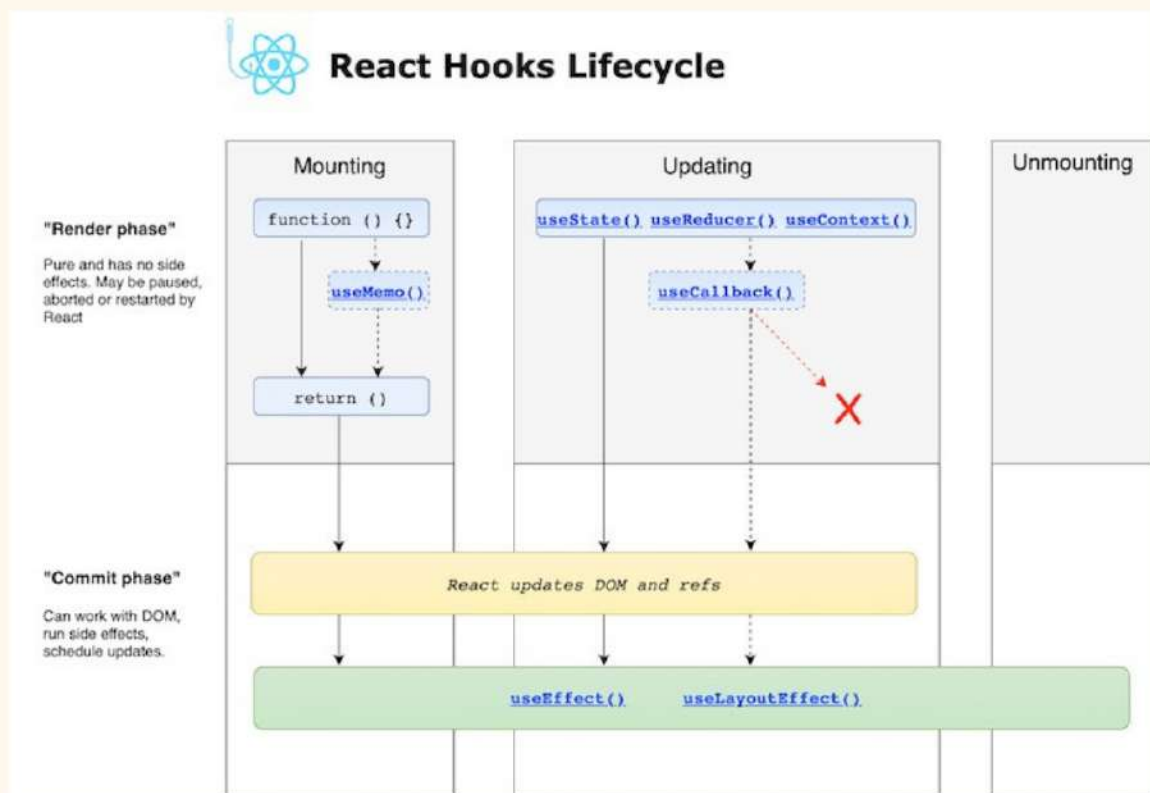 React Hooks Lifecycle
Mounting
Updating
Unmounting
"Render phase"
Pure and has no side
effects. May be paused,
aborted or restarted by
React
function () {}
useMemo()
return ()
useState() useReducer() useContext()
useCallback()
X
"Commit phase"
Can work with DOM,
run side effects,
schedule updates.
React updates DOM and refs
useEffect() useLayoutEffect()